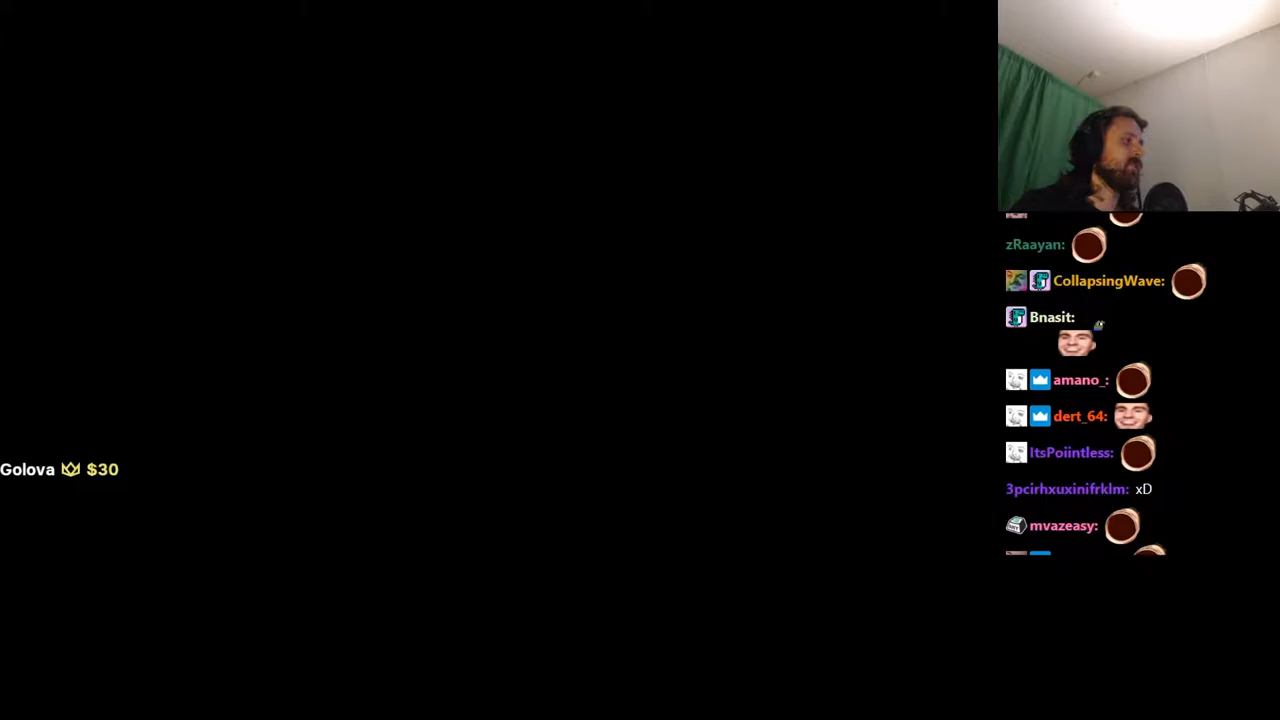 zRaayan:
CollapsingWave:
Bnasit:
amano_:
dert_64:
Golova $30
ItsPoiintless:
3pcirhxuxinifrklm: xD
mvazeasy: